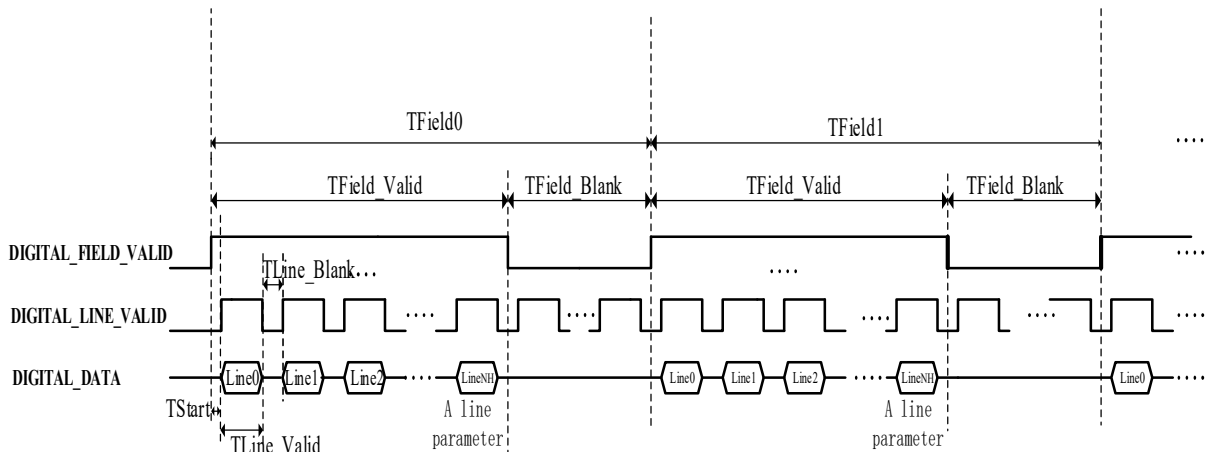 TField0
TField1
....
TField_Valid
TField_Blank
TField_Valid
TField_Blank
DIGITAL_FIELD_VALID
TLine_Blank
....
....
....
DIGITAL_LINE_VALID
....
....
....
....
....
DIGITAL_DATA
Line0
Line1
Line2
....
LineNH
Line0
Line1
Line2
....
LineNH
Line0
....
TStart
A line
parameter
A line
parameter
TLine_Valid